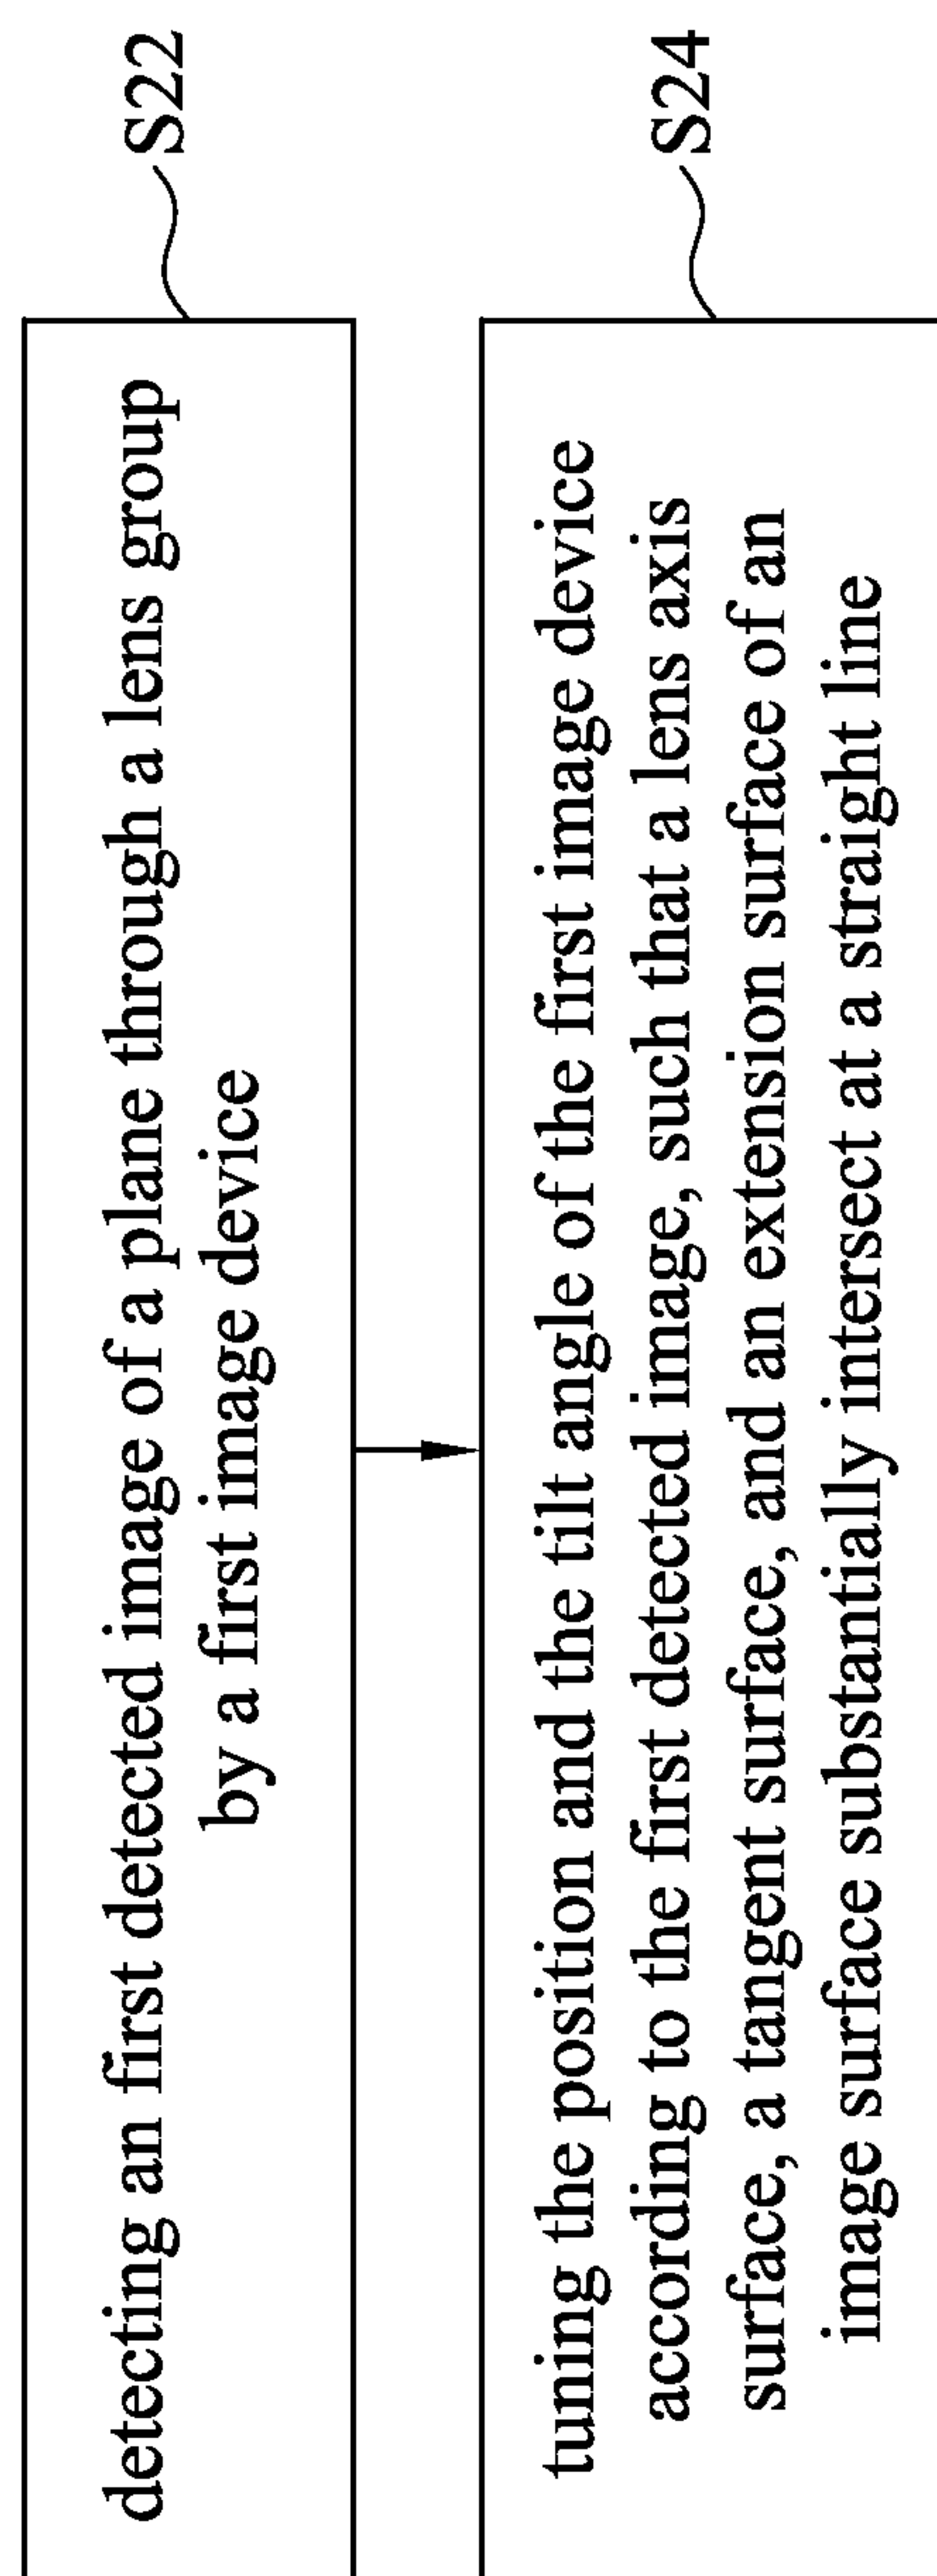 detecting an first detected image of a plane through a lens group
by a first image device
S22
tuning the position and the tilt angle of the first image device
according to the first detected image, such that a lens axis
surface, a tangent surface, and an extension surface of an
image surface substantially intersect at a straight line
S24